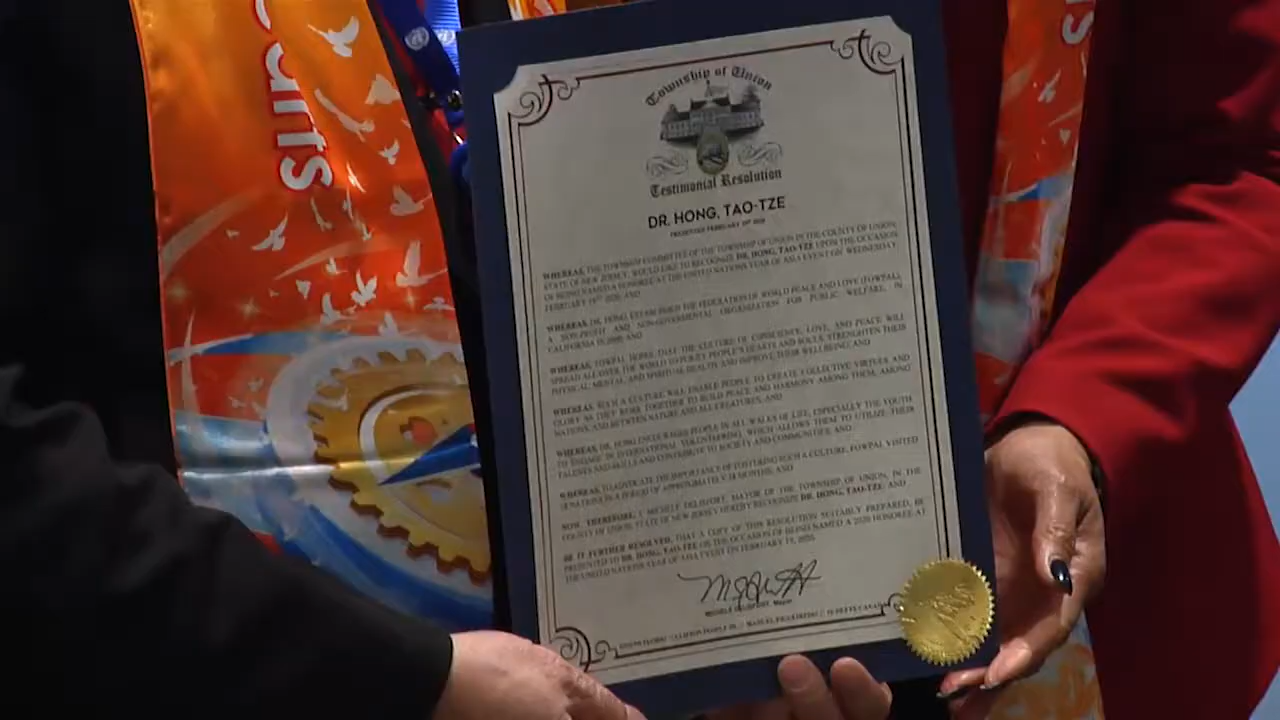 Township of Union
Testimonial Resolution
DR. HONG, TAO-TZE
PRESENTED FEBRUARY 19TH 2020
WHEREAS, THE TOWNSHIP COMMITTEE OF THE TOWNSHIP OF UNION IN THE COUNTY OF UNION,
STATE OF NEW JERSEY, WOULD LIKE TO RECOGNIZE DR. HONG, TAO-TZE UPON THE OCCASION
OF BEING NAMED A HONOREE AT THE UNITED NATIONS YEAR OF ASIA EVENT ON WEDNESDAY,
FEBRUARY 19TH 2020; AND
WHEREAS, DR. HONG, ESTABLISHED THE FEDERATION OF WORLD PEACE AND LOVE (FOWPAL),
A NON-PROFIT AND NON-GOVERNMENTAL ORGANIZATION FOR PUBLIC WELFARE, IN
CALIFORNIA IN 2000; AND
WHEREAS, FOWPAL HOPES THAT THE CULTURE OF CONSCIENCE, LOVE, AND PEACE WILL
SPREAD ALL OVER THE WORLD TO PURIFY PEOPLE'S HEARTS AND SOULS, STRENGTHEN THEIR
PHYSICAL, MENTAL, AND SPIRITUAL HEALTH, AND IMPROVE THEIR WELLBEING; AND
WHEREAS, SUCH A CULTURE WILL ENABLE PEOPLE TO CREATE COLLECTIVE VIRTUES AND
GLORY AS THEY WORK TOGETHER TO BUILD PEACE AND HARMONY AMONG THEM, AMONG
NATIONS, AND BETWEEN NATURE AND ALL CREATURES; AND
WHEREAS, DR. HONG ENCOURAGES PEOPLE IN ALL WALKS OF LIFE, ESPECIALLY THE YOUTH
TO ENGAGE IN INTERNATIONAL VOLUNTEERING, WHICH ALLOWS THEM TO UTILIZE THEIR
TALENTS AND SKILLS AND CONTRIBUTE TO SOCIETY AND COMMUNITIES; AND
WHEREAS, TO ADVOCATE THE IMPORTANCE OF FOSTERING SUCH A CULTURE, FOWPAL VISITED
NATIONS IN A PERIOD OF APPROXIMATELY MONTHS; AND
NOW, THEREFORE, I, MICHELE DELISFORT, MAYOR OF THE TOWNSHIP OF UNION, IN THE
COUNTY OF UNION, STATE OF NEW JERSEY HEREBY RECOGNIZE DR. HONG, TAO-TZE; AND
BE IT FURTHER RESOLVED, THAT A COPY OF THIS RESOLUTION SUITABLY PREPARED, BE
PRESENTED TO DR. HONG, TAO-TZE ON THE OCCASION OF BEING NAMED A 2020 HONOREE AT
THE UNITED NATIONS YEAR OF ASIA EVENT ON FEBRUARY 19, 2020.
MICHELE DELISFORT, Mayor